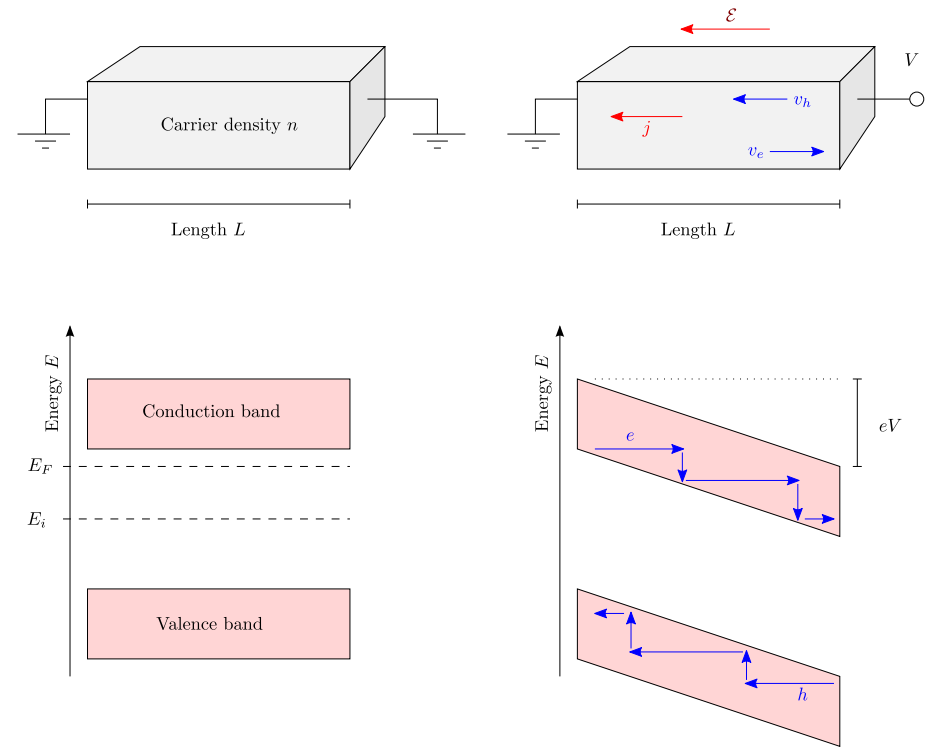 ℰ
V
Carrier density n
v_h
j
v_e
Length L
Length L
Energy E
Conduction band
E_F
E_i
Valence band
Energy E
eV
e
h